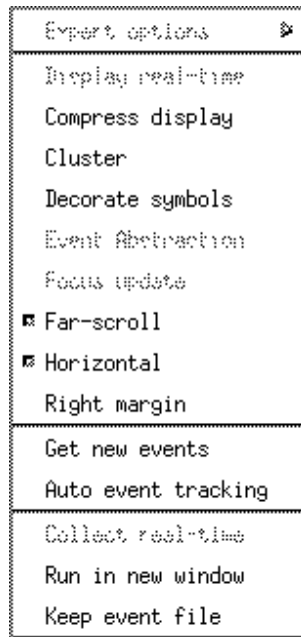 Expert options
Display real-time
Compress display
Cluster
Decorate symbols
Event Abstraction
Focus update
Far-scroll
Horizontal
Right margin
Get new events
Auto event tracking
Collect real-time
Run in new window
Keep event file